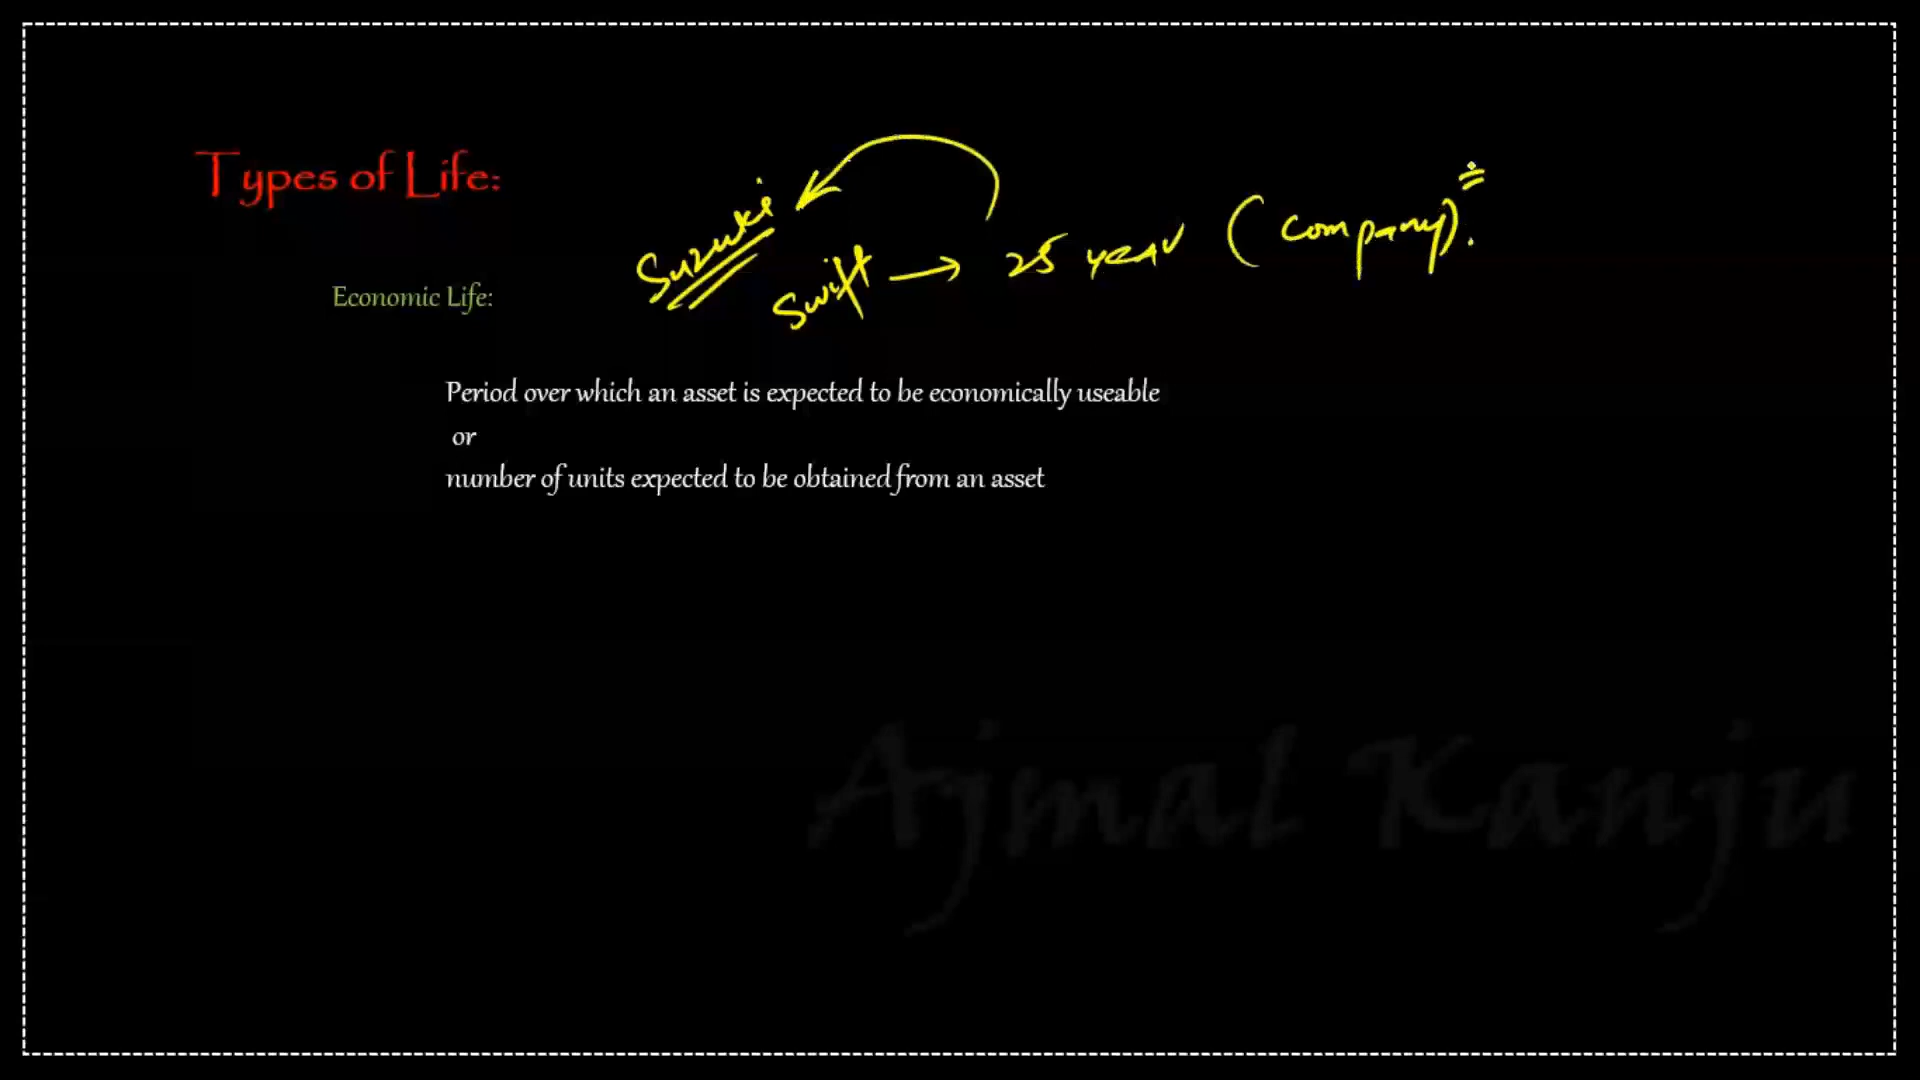 Types of Life:
Suzuki
Swift → 25 year (company).
Economic Life:
Period over which an asset is expected to be economically useable
or
number of units expected to be obtained from an asset
Ajmal Kanju